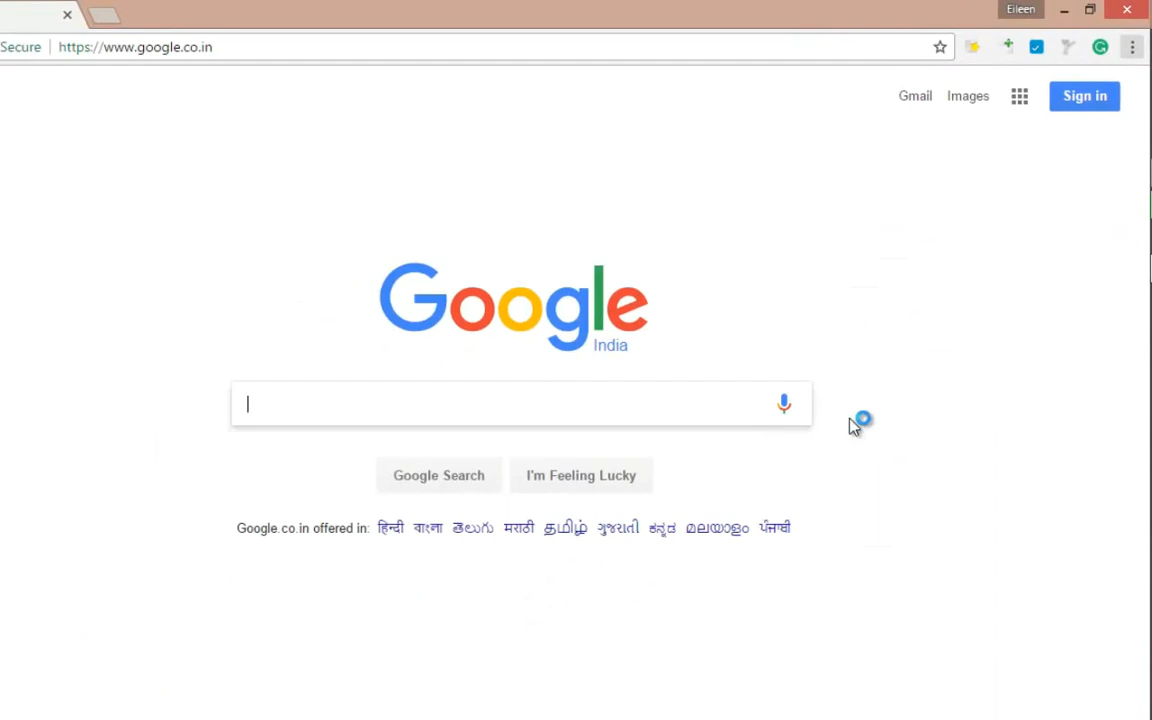 Eileen
Secure https://www.google.co.in
Gmail Images Sign in
Google
India
Google Search I'm Feeling Lucky
Google.co.in offered in: हिन्दी বাংলা తెలుగు मराठी தமிழ் ગુજરાતી ಕನ್ನಡ മലയാളം ਪੰਜਾਬੀ